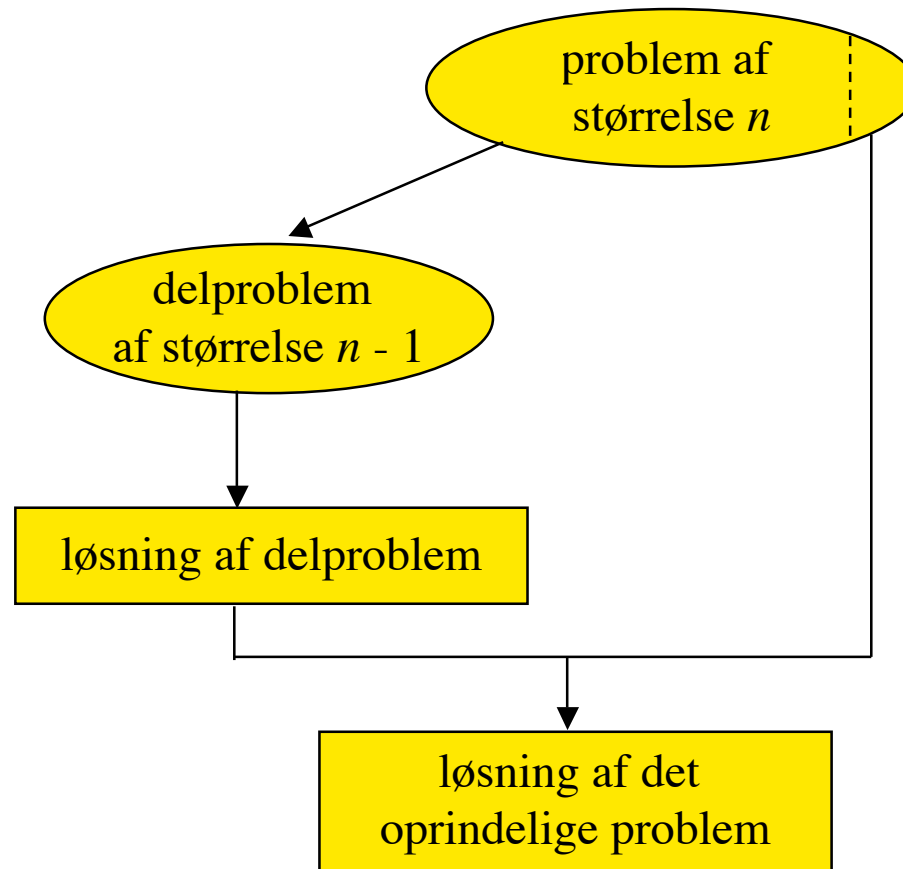 problem af
størrelse n
delproblem
af størrelse n - 1
løsning af delproblem
løsning af det
oprindelige problem